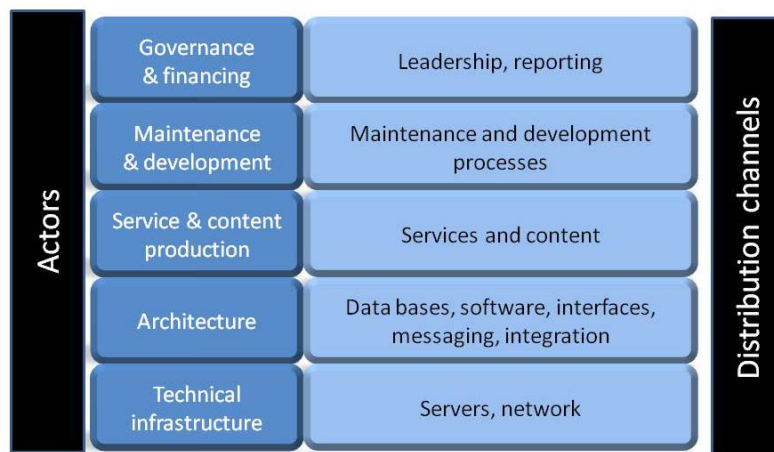 Actors
Governance
& financing
Leadership, reporting
Maintenance
& development
Maintenance and development
processes
Service & content
production
Services and content
Architecture
Data bases, software, interfaces,
messaging, integration
Technical
infrastructure
Servers, network
Distribution channels